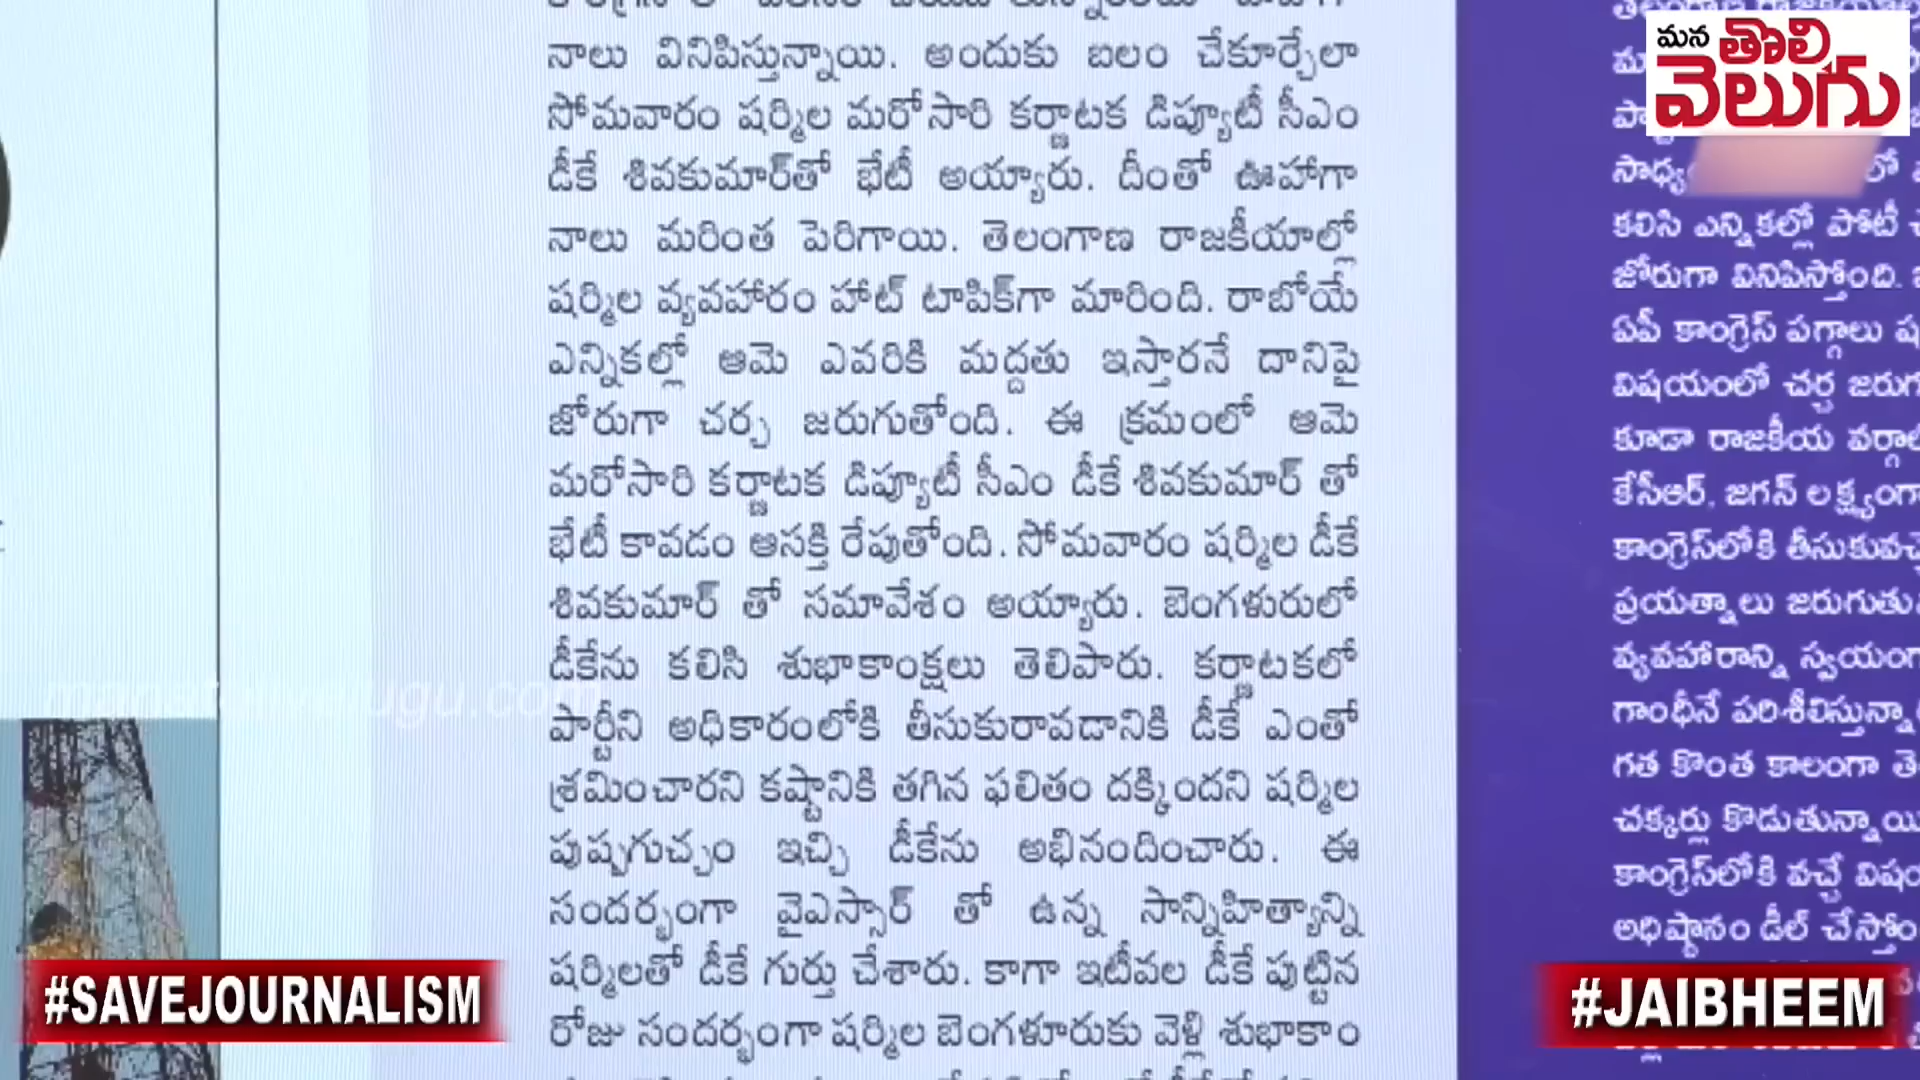 నాలు వినిపిస్తున్నాయి. అందుకు బలం చేకూర్చేలా
సోమవారం షర్మిల మరోసారి కర్ణాటక డిప్యూటీ సీఎం
డీకే శివకుమార్‌తో భేటీ అయ్యారు. దీంతో ఊహాగా
నాలు మరింత పెరిగాయి. తెలంగాణ రాజకీయాల్లో
షర్మిల వ్యవహారం హాట్ టాపిక్‌గా మారింది. రాబోయే
ఎన్నికల్లో ఆమె ఎవరికి మద్దతు ఇస్తారనే దానిపై
జోరుగా చర్చ జరుగుతోంది. ఈ క్రమంలో ఆమె
మరోసారి కర్ణాటక డిప్యూటీ సీఎం డీకే శివకుమార్ తో
భేటీ కావడం ఆసక్తి రేపుతోంది. సోమవారం షర్మిల డీకే
శివకుమార్ తో సమావేశం అయ్యారు. బెంగళురులో
డీకేను కలిసి శుభాకాంక్షలు తెలిపారు. కర్ణాటకలో
పార్టీని అధికారంలోకి తీసుకురావడానికి డీకే ఎంతో
శ్రమించారని కష్టానికి తగిన ఫలితం దక్కిందని షర్మిల
పుష్పగుచ్ఛం ఇచ్చి డీకేను అభినందించారు. ఈ
సందర్భంగా వైఎస్సార్ తో ఉన్న సాన్నిహిత్యాన్ని
షర్మిలతో డీకే గుర్తు చేశారు. కాగా ఇటీవల డీకే పుట్టిన
రోజు సందర్భంగా షర్మిల బెంగళూరుకు వెళ్లి శుభాకాం
మన తొలి
వెలుగు
సాధ్య
కలిసి ఎన్నికల్లో పోటీ
జోరుగా వినిపిస్తోంది.
ఏపీ కాంగ్రెస్ పగ్గాలు ష
విషయంలో చర్చ జరుగ
కూడా రాజకీయ వర్గాల
కేసీఆర్, జగన్ లక్ష్యంగా
కాంగ్రెస్‌లోకి తీసుకువచ్చే
ప్రయత్నాలు జరుగుతు
వ్యవహారాన్ని స్వయంగా
గాంధీనే పరిశీలిస్తున్నా
గత కొంత కాలంగా తె
చక్కర్లు కొడుతున్నాయి
కాంగ్రెస్‌లోకి వచ్చే విష
అధిష్ఠానం డీల్ చేస్తోం
manatolivelugu.com
#SAVEJOURNALISM
#JAIBHEEM